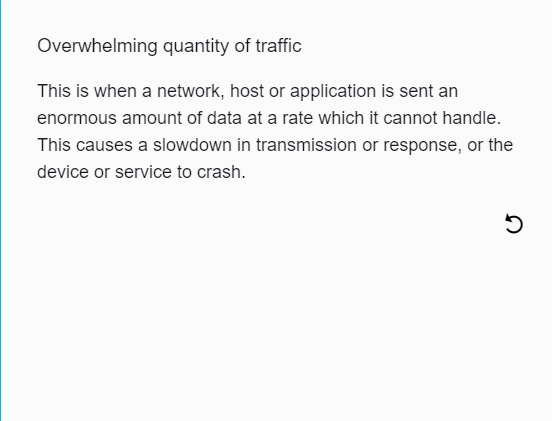 Overwhelming quantity of traffic
This is when a network, host or application is sent an
enormous amount of data at a rate which it cannot handle.
This causes a slowdown in transmission or response, or the
device or service to crash.